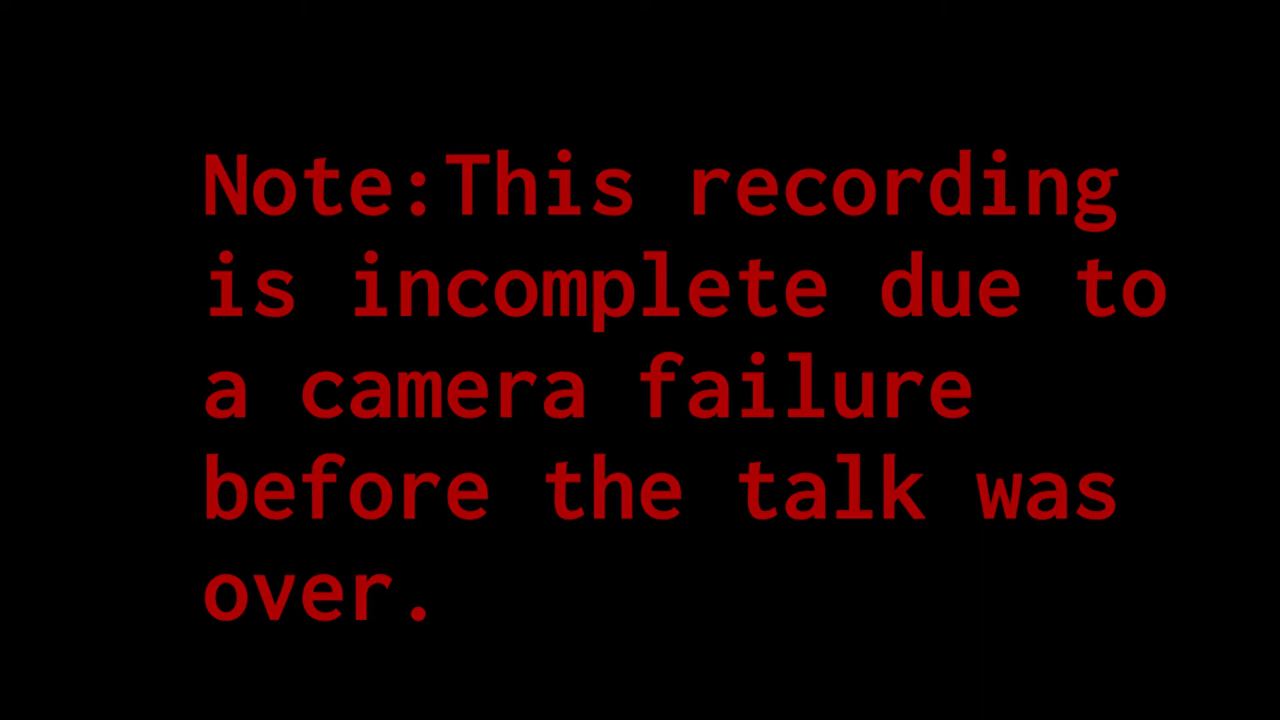 Note:This recording
is incomplete due to
a camera failure
before the talk was
over.